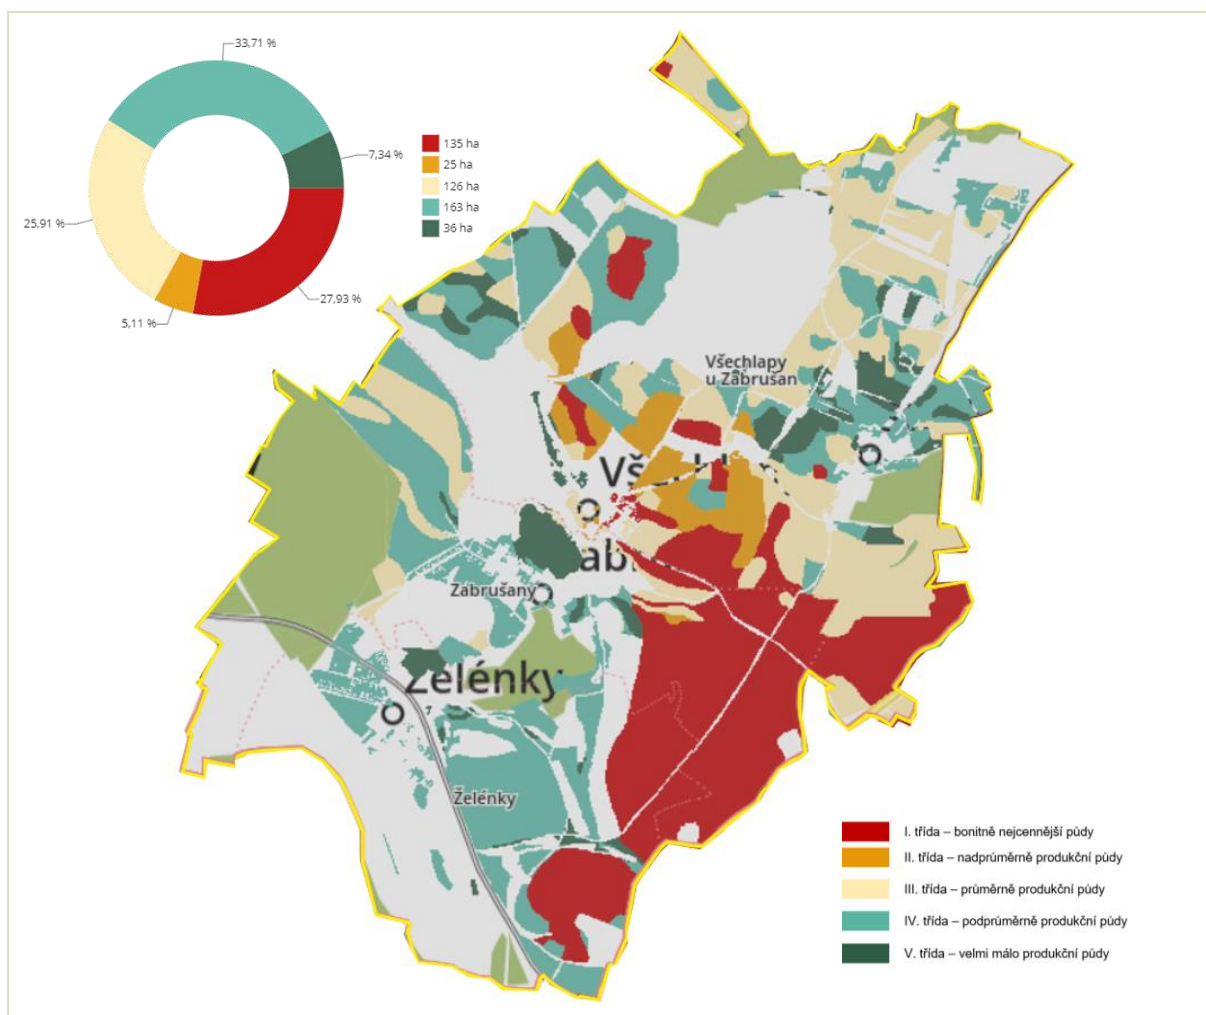 33,71 %
7,34 %
25,91 %
27,93 %
5,11 %
135 ha
25 ha
126 ha
163 ha
36 ha
Všechlapy
u Zábrušan
Zabrušany
Želénky
Želénky
I. třída – bonitně nejcennější půdy
II. třída – nadprůměrně produkční půdy
III. třída – průměrně produkční půdy
IV. třída – podprůměrně produkční půdy
V. třída – velmi málo produkční půdy